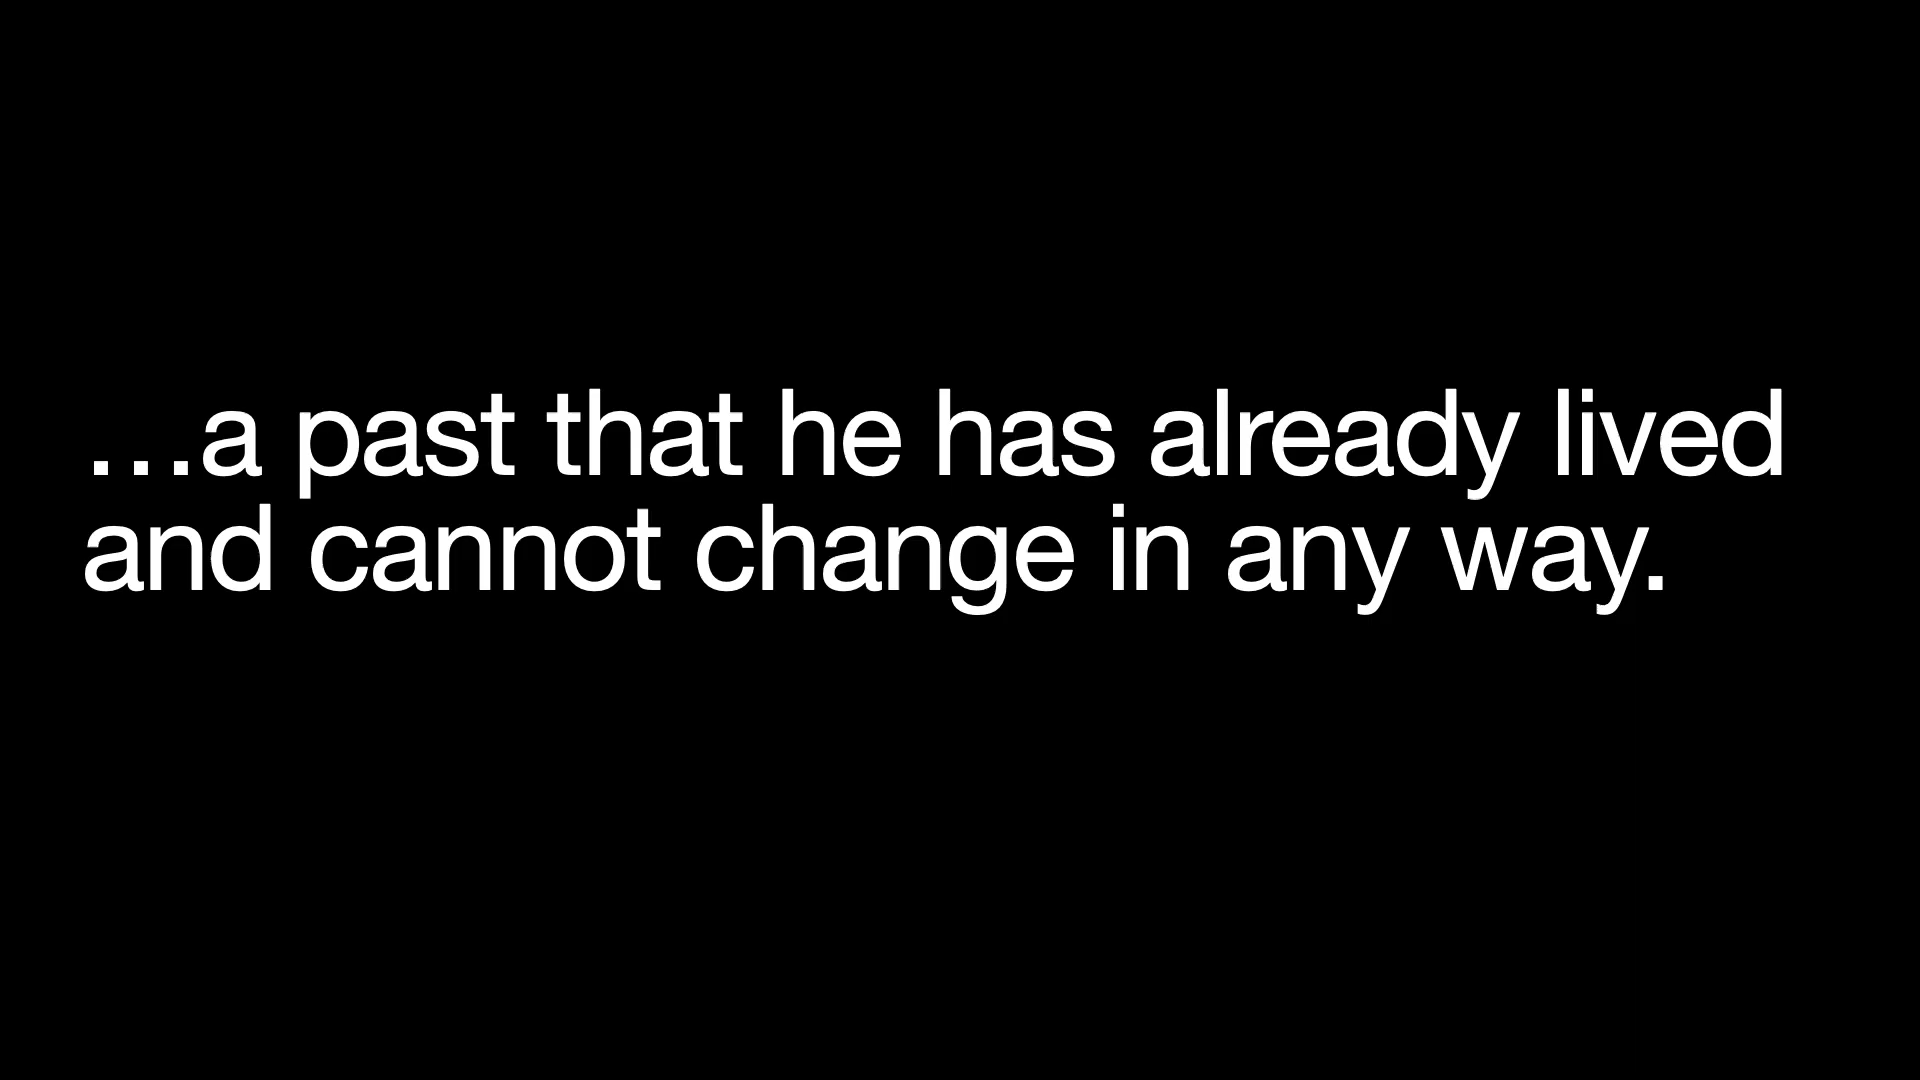 …a past that he has already lived
and cannot change in any way.